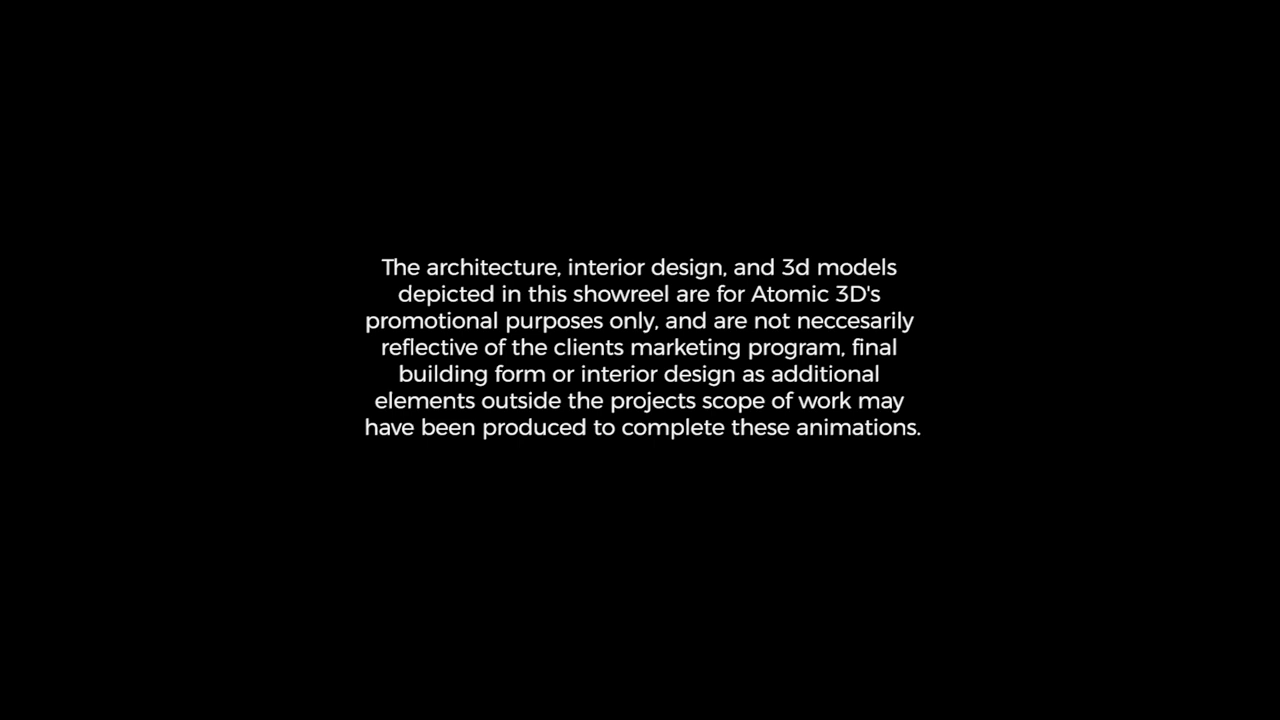 The architecture, interior design, and 3d models
depicted in this showreel are for Atomic 3D's
promotional purposes only, and are not neccesarily
reflective of the clients marketing program, final
building form or interior design as additional
elements outside the projects scope of work may
have been produced to complete these animations.